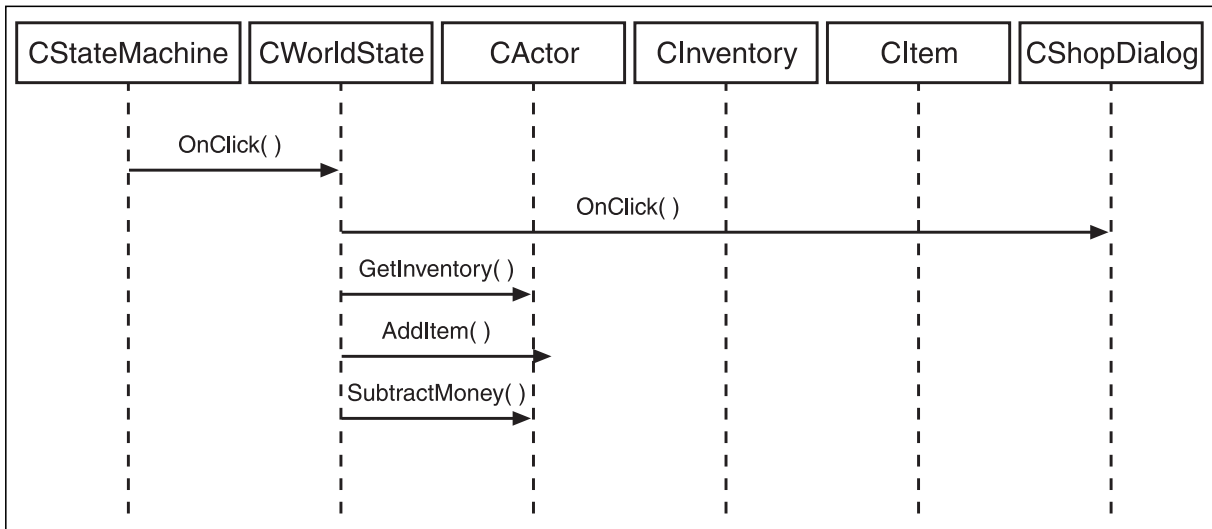 CStateMachine
CWorldState
CActor
CInventory
CItem
CShopDialog
OnClick( )
OnClick( )
GetInventory( )
AddItem( )
SubtractMoney( )